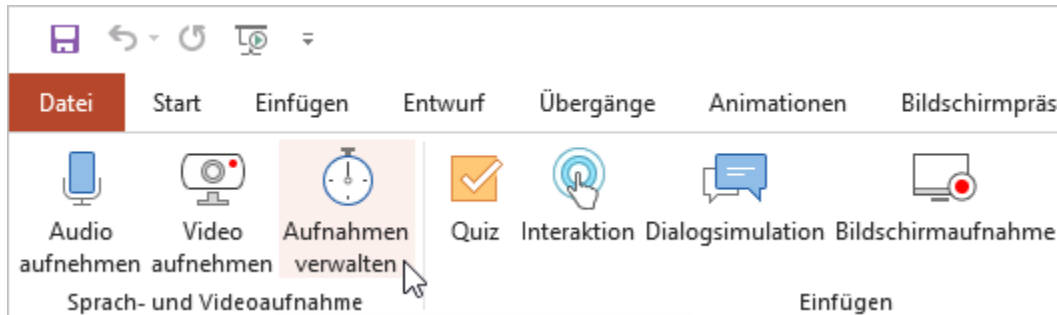 Datei Start Einfügen Entwurf Übergänge Animationen Bildschirmpräs
Audio Video Aufnahmen Quiz Interaktion Dialogsimulation Bildschirmaufnahme
aufnehmen aufnehmen verwalten
Sprach- und Videoaufnahme Einfügen